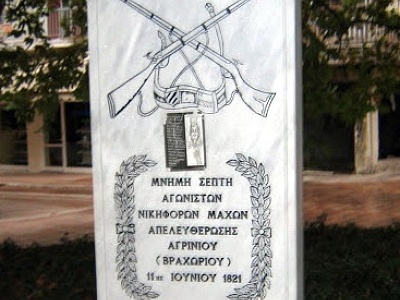 ΜΝΗΜΗ ΣΕΠΤΗ
ΑΓΩΝΙΣΤΩΝ
ΝΙΚΗΦΟΡΩΝ ΜΑΧΩΝ
ΑΠΕΛΕΥΘΕΡΩΣΗΣ
ΑΓΡΙΝΙΟΥ
(ΒΡΑΧΩΡΙΟΥ)
11ης ΙΟΥΝΙΟΥ 1821